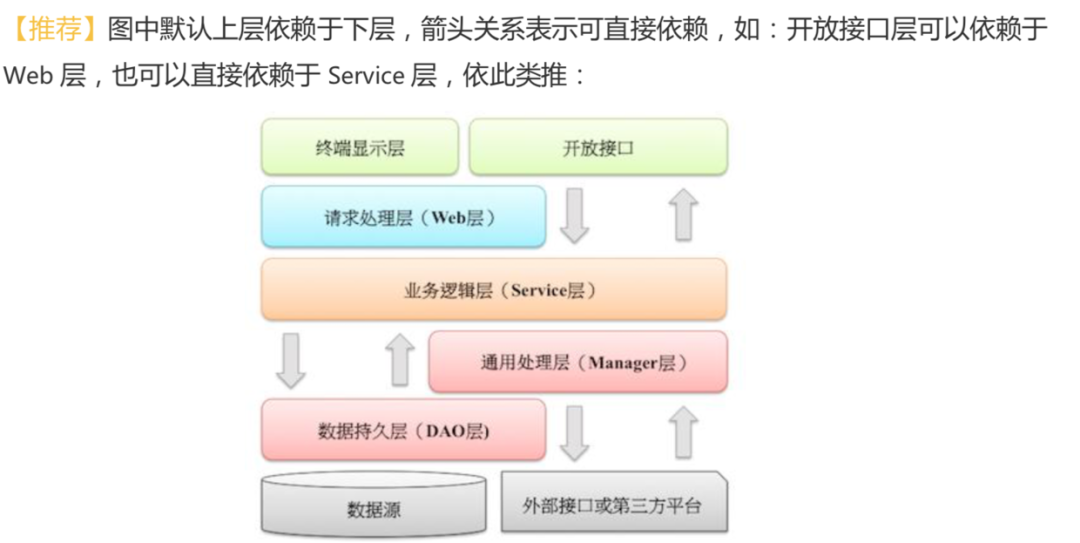 【推荐】图中默认上层依赖于下层，箭头关系表示可直接依赖，如：开放接口层可以依赖于
Web 层，也可以直接依赖于 Service 层，依此类推：
终端显示层
开放接口
请求处理层（Web层）
业务逻辑层（Service层）
通用处理层（Manager层）
数据持久层（DAO层)
数据源
外部接口或第三方平台